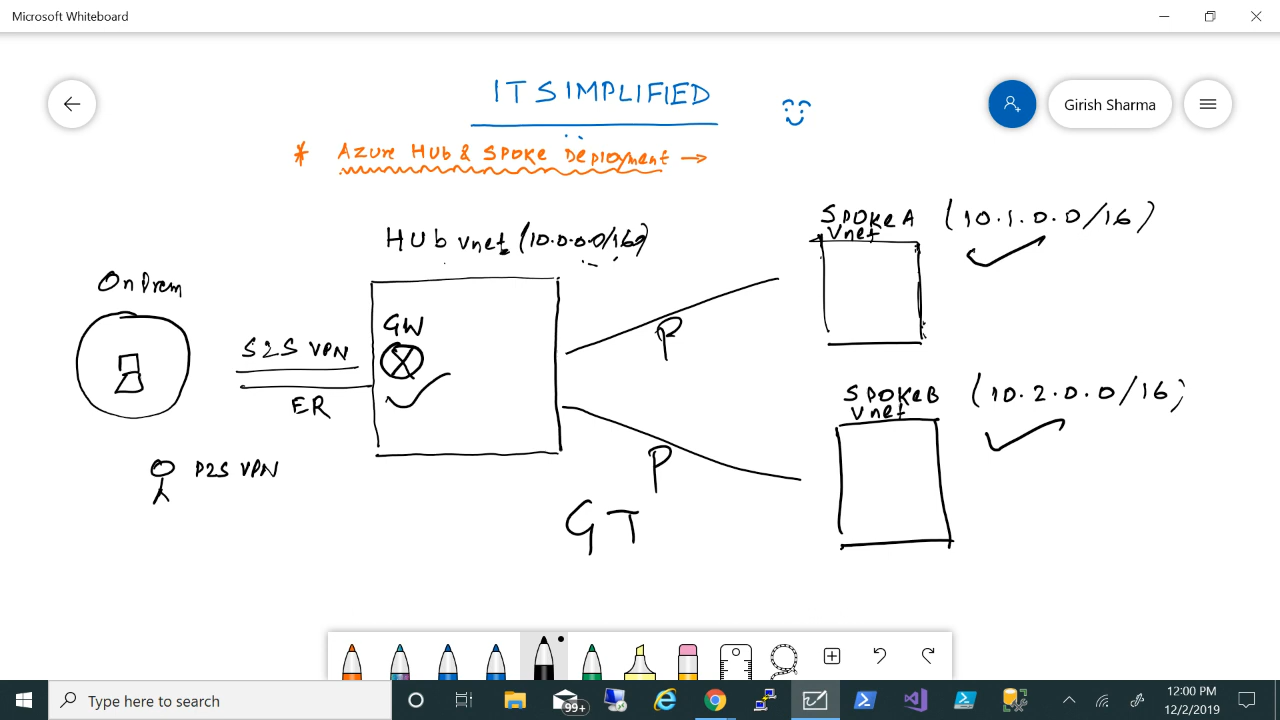 Microsoft Whiteboard
IT SIMPLIFIED
Girish Sharma
* Azure HUB & SPOKE Deployment →
SPOKE A (10.1.0.0/16)
Vnet
HUB vnet (10.0.0.0/16)
On Prem
GW
S2S VPN
P
ER
SPOKE B (10.2.0.0/16)
Vnet
P2S VPN
P
GT
Type here to search
99+
12:00 PM
12/2/2019